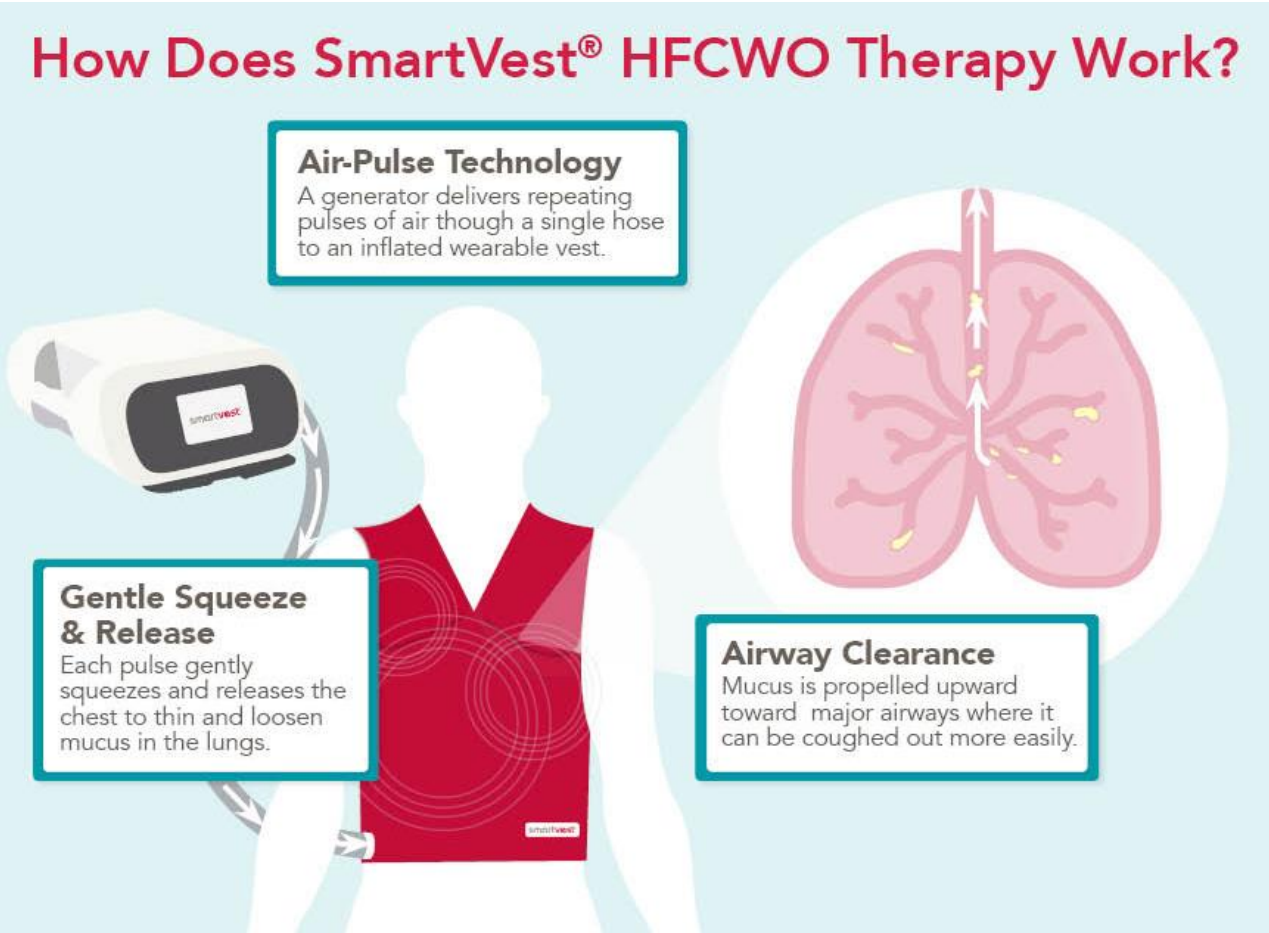 How Does SmartVest® HFCWO Therapy Work?
Air-Pulse Technology
A generator delivers repeating
pulses of air though a single hose
to an inflated wearable vest.
smartvest
Gentle Squeeze
& Release
Each pulse gently
squeezes and releases the
chest to thin and loosen
mucus in the lungs.
Airway Clearance
Mucus is propelled upward
toward major airways where it
can be coughed out more easily.
smartvest